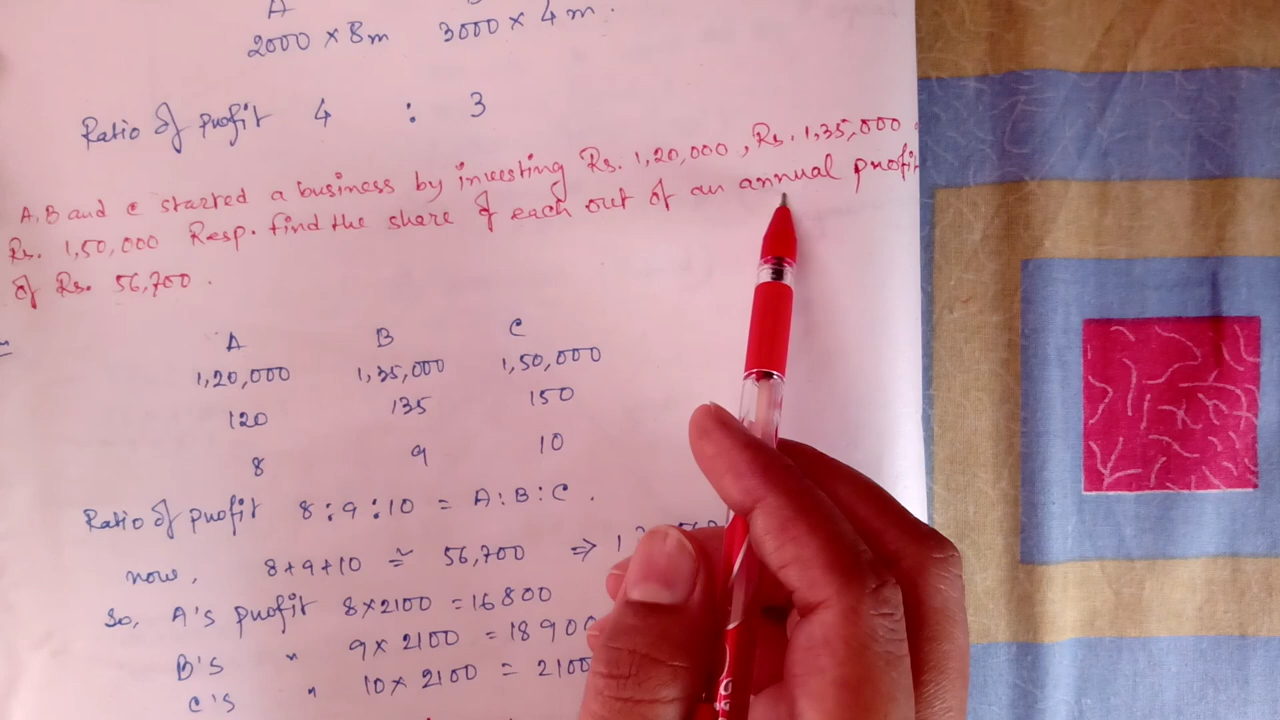 A
2000 × 8m 3000 × 4m.
Ratio of profit 4 : 3
A, B and C started a business by investing Rs. 1,20,000, Rs. 1,35,000
Rs. 1,50,000 Resp. find the share of each out of an annual profit
of Rs. 56,700.
A B C
1,20,000 1,35,000 1,50,000
120 135 150
8 9 10
Ratio of profit 8:9:10 = A:B:C.
now, 8+9+10 ≅ 56,700 ⇒ 1
So, A's profit 8×2100 = 16800
B's " 9 × 2100 = 18900
C's " 10× 2100 = 2100